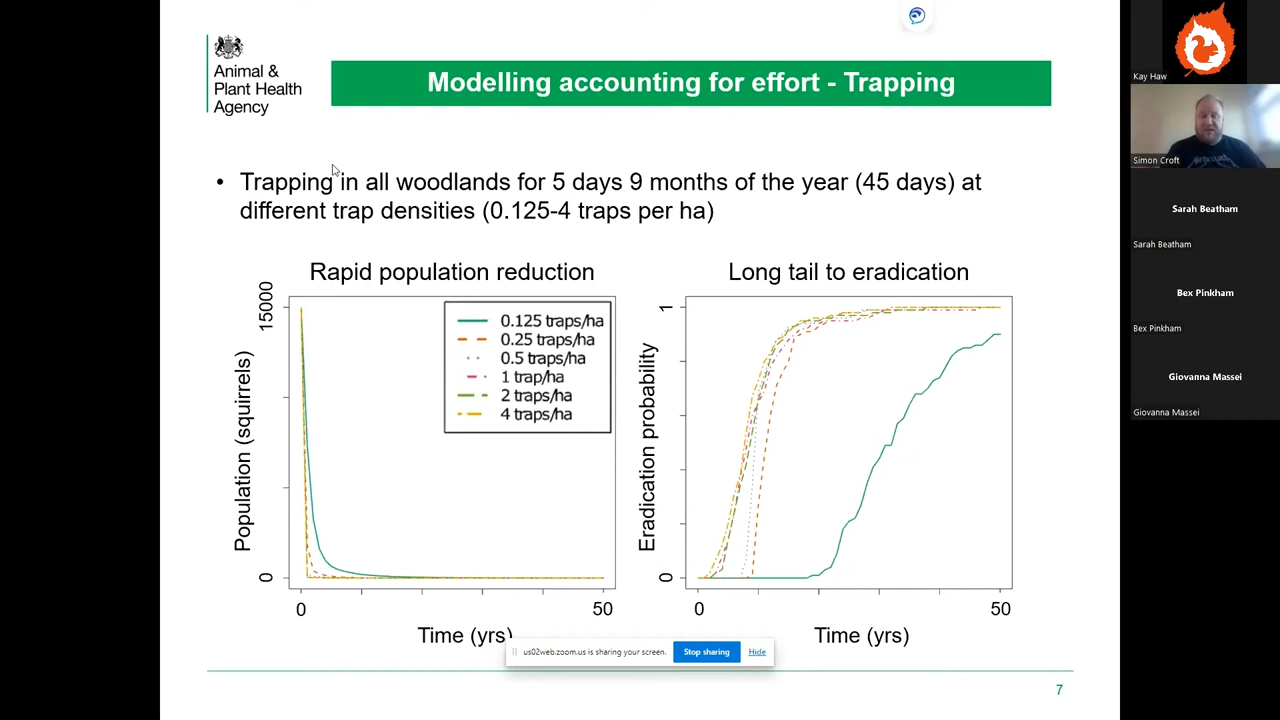 Animal &
Plant Health
Agency
Modelling accounting for effort - Trapping
• Trapping in all woodlands for 5 days 9 months of the year (45 days) at
different trap densities (0.125-4 traps per ha)
Rapid population reduction
Population (squirrels)
15000
0
0.125 traps/ha
0.25 traps/ha
0.5 traps/ha
1 trap/ha
2 traps/ha
4 traps/ha
0
50
Time (yrs)
Long tail to eradication
Eradication probability
1
0
0
50
Time (yrs)
us02web.zoom.us is sharing your screen.
Stop sharing
Hide
7
Kay Haw
Simon Croft
Sarah Beatham
Sarah Beatham
Bex Pinkham
Bex Pinkham
Giovanna Massei
Giovanna Massei